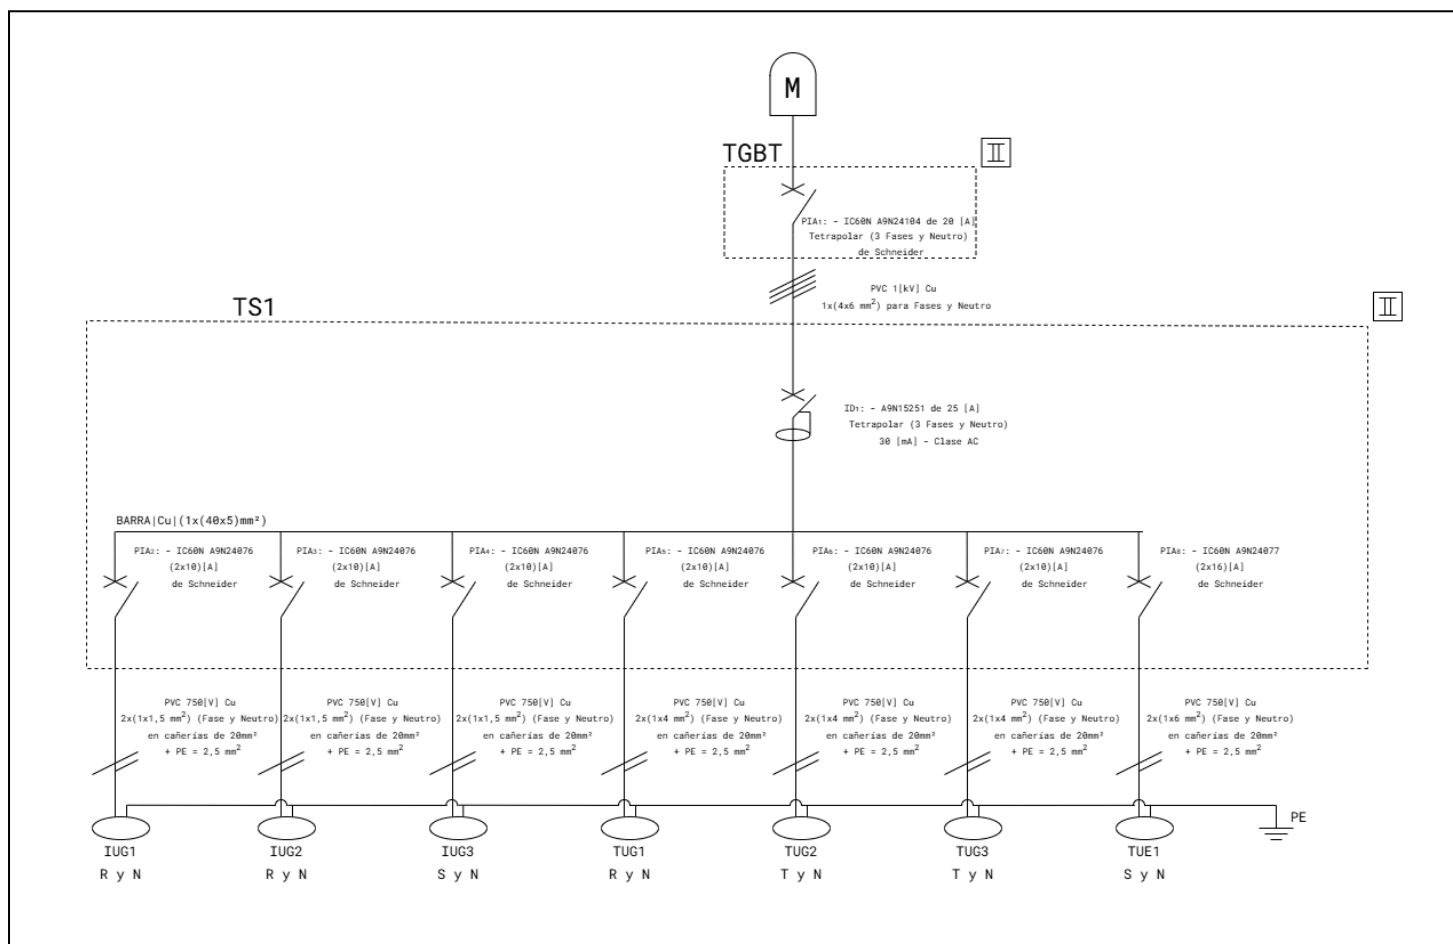 M
TGBT
II
PIA₁: - IC60N A9N24104 de 20 [A]
Tetrapolar (3 Fases y Neutro)
de Schneider
PVC 1[kV] Cu
1x(4x6 mm²) para Fases y Neutro
TS1
II
ID₁: - A9N15251 de 25 [A]
Tetrapolar (3 Fases y Neutro)
30 [mA] - Clase AC
BARRA|Cu|(1x(40x5)mm²)
PIA₂: - IC60N A9N24076
(2x10)[A]
de Schneider
PIA₃: - IC60N A9N24076
(2x10)[A]
de Schneider
PIA₄: - IC60N A9N24076
(2x10)[A]
de Schneider
PIA₅: - IC60N A9N24076
(2x10)[A]
de Schneider
PIA₆: - IC60N A9N24076
(2x10)[A]
de Schneider
PIA₇: - IC60N A9N24076
(2x10)[A]
de Schneider
PIA₈: - IC60N A9N24077
(2x16)[A]
de Schneider
PVC 750[V] Cu
2x(1x1,5 mm²) (Fase y Neutro)
en cañerías de 20mm²
+ PE = 2,5 mm²
PVC 750[V] Cu
2x(1x1,5 mm²) (Fase y Neutro)
en cañerías de 20mm²
+ PE = 2,5 mm²
PVC 750[V] Cu
2x(1x1,5 mm²) (Fase y Neutro)
en cañerías de 20mm²
+ PE = 2,5 mm²
PVC 750[V] Cu
2x(1x4 mm²) (Fase y Neutro)
en cañerías de 20mm²
+ PE = 2,5 mm²
PVC 750[V] Cu
2x(1x4 mm²) (Fase y Neutro)
en cañerías de 20mm²
+ PE = 2,5 mm²
PVC 750[V] Cu
2x(1x4 mm²) (Fase y Neutro)
en cañerías de 20mm²
+ PE = 2,5 mm²
PVC 750[V] Cu
2x(1x6 mm²) (Fase y Neutro)
en cañerías de 20mm²
+ PE = 2,5 mm²
PE
IUG1
R y N
IUG2
R y N
IUG3
S y N
TUG1
R y N
TUG2
T y N
TUG3
T y N
TUE1
S y N